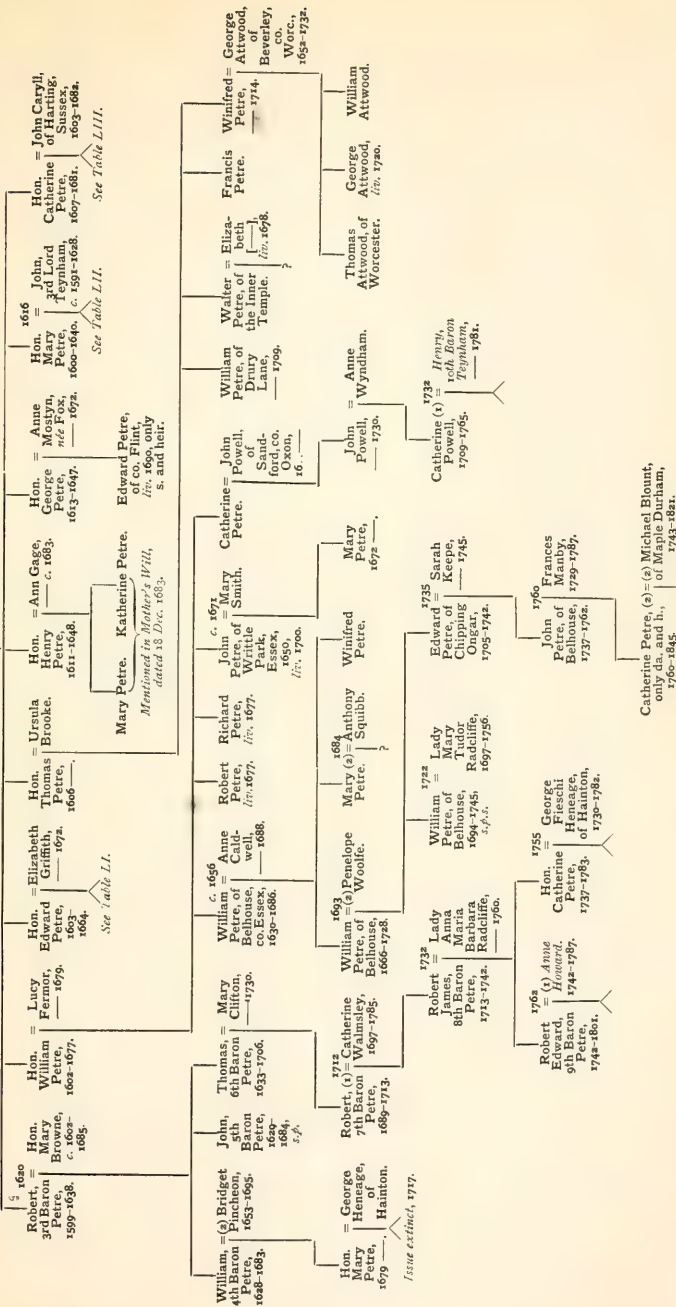 1620
Robert, =
3rd Baron
Petre,
1599-1638.
Hon.
Mary
Browne,
c. 1602-
1685.
Hon. =
William
Petre,
1602-1677.
Lucy
Fermor,
—— 1679.
Hon. =
Edward
Petre,
1603-
1664.
Elizabeth
Griffith,
—— 1672.
See Table LI.
Hon. =
Thomas
Petre,
1606 ——.
Ursula
Brooke.
Hon. =
Henry
Petre,
1611-1648.
Ann Gage,
—— c. 1683.
Mary Petre. Katherine Petre.
Mentioned in Mother's Will,
dated 18 Dec. 1683.
Hon. =
George
Petre,
1613-1647.
Anne
Mostyn,
née Fox,
—— 1672.
Edward Petre,
of co. Flint,
liv. 1690, only
s. and heir.
1616
Hon. =
Mary
Petre,
1600-1640.
John,
3rd Lord
Teynham,
c. 1591-1628.
See Table LII.
Hon. =
Catherine
Petre,
1607-1681.
John Caryll,
of Harting,
Sussex,
1603-1682.
See Table LIII.
William, = (2) Bridget
4th Baron Pincheon,
Petre, 1653-1695.
1628-1683.
John,
5th
Baron
Petre,
1629-
1684,
s.p.
Thomas, =
6th Baron
Petre,
1633-1706.
Mary
Clifton,
—— 1730.
c. 1656
William =
Petre, of
Belhouse,
co. Essex,
1630-1686.
Anne
Cald-
well,
—— 1688.
Robert
Petre,
liv. 1677.
Richard
Petre,
liv. 1677.
c. 1671
John =
Petre, of
Writtle
Park,
Essex,
1650,
liv. 1700.
Mary
Smith.
Catherine =
Petre.
John
Powell,
of
Sand-
ford, co.
Oxon,
16...
William
Petre, of
Drury
Lane,
—— 1709.
Walter =
Petre, of
the Inner
Temple.
Eliza-
beth
[——],
liv. 1678.
?
Francis
Petre.
Winifred =
Petre,
—— 1714.
George
Attwood,
of
Beverley,
co.
Worc.,
1652-1732.
Hon. =
Mary
Petre,
1679 ——.
George
Heneage,
of
Hainton.
Issue extinct, 1717.
1712
Robert, (1) = Catherine
7th Baron Walmsley,
Petre, 1697-1785.
1689-1713.
1693
William = (2) Penelope
Petre, of Woolfe.
Belhouse,
1666-1728.
1684
Mary (2) = Anthony
Petre. Squibb.
?
Winifred
Petre.
Mary
Petre,
1672 ——.
John =
Powell,
—— 1730.
Anne
Wyndham.
Thomas
Attwood, of
Worcester.
George
Attwood,
liv. 1720.
William
Attwood.
1732
Robert =
James,
8th Baron
Petre,
1713-1742.
Lady
Anna
Maria
Barbara
Radcliffe,
—— 1760.
1722
William =
Petre, of
Belhouse,
1694-1745,
s.p.s.
Lady
Mary
Tudor
Radcliffe,
1697-1756.
1735
Edward =
Petre, of
Chipping
Ongar,
1705-1742.
Sarah
Keepe,
—— 1745.
1732
Catherine (1) =
Powell,
1709-1765.
Henry,
10th Baron
Teynham,
—— 1781.
1762
Robert = (1) Anne
Edward, Howard.
9th Baron 1742-1787.
Petre,
1742-1801.
1755
Hon. =
Catherine
Petre,
1737-1783.
George
Fieschi
Heneage,
of Hainton,
1730-1782.
1760
John =
Petre, of
Belhouse,
1737-1762.
Frances
Manby,
1729-1787.
Catherine Petre, (2) = (2) Michael Blount,
only da. and h., of Maple Durham,
1760-1845. 1743-1821.